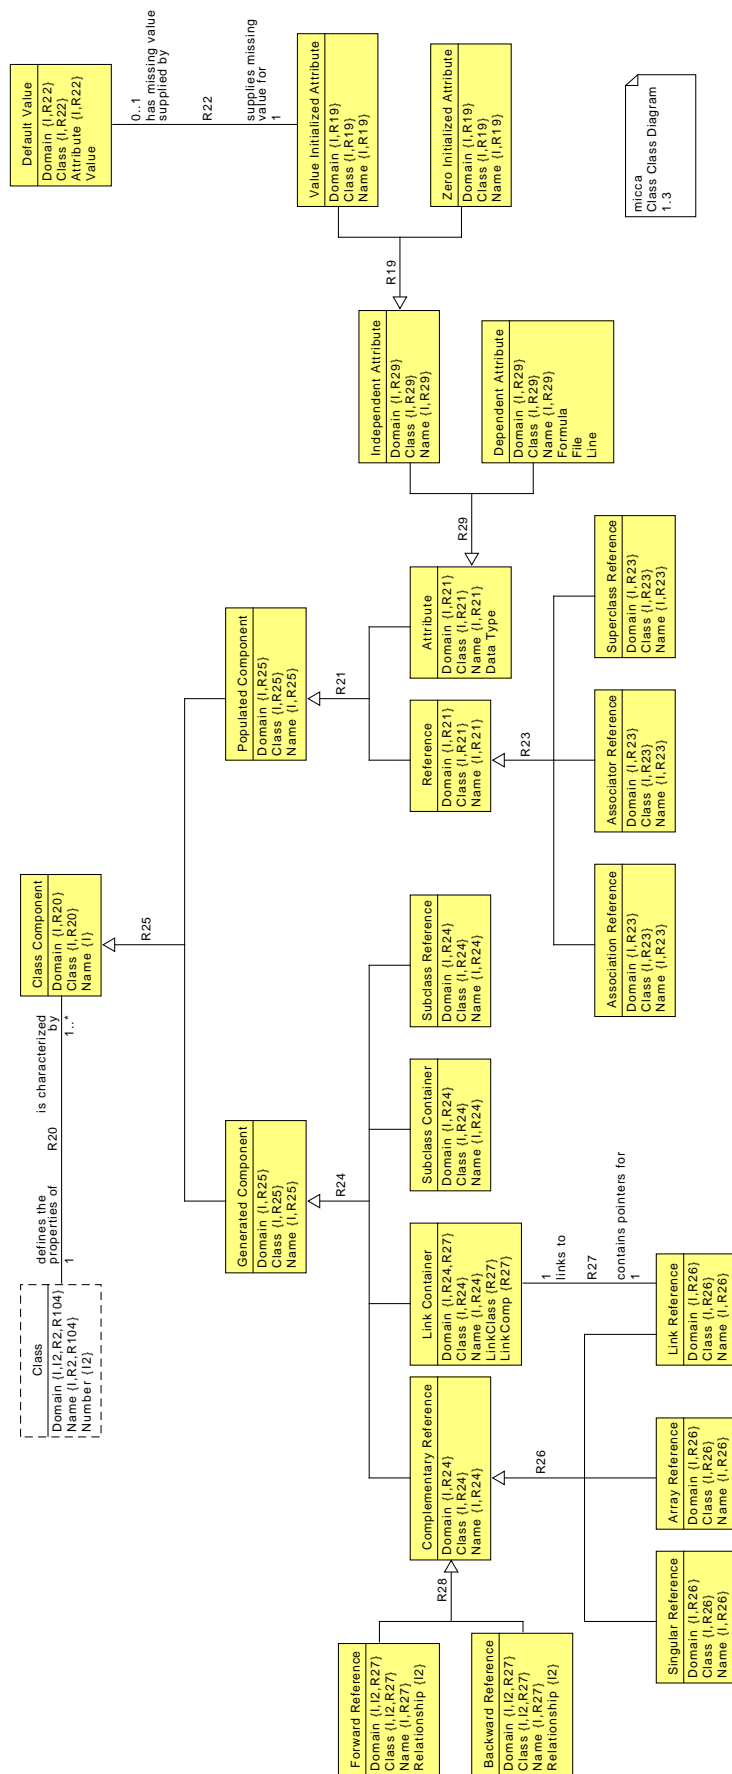 Class
Domain {I,I2,R2,R104}
Name {I,R2,R104}
Number {I2}
defines the
properties of
1
R20
is characterized
by
1..*
Class Component
Domain {I,R20}
Class {I,R20}
Name {I}
R25
Generated Component
Domain {I,R25}
Class {I,R25}
Name {I,R25}
Populated Component
Domain {I,R25}
Class {I,R25}
Name {I,R25}
R24
R21
Forward Reference
Domain {I,I2,R27}
Class {I,I2,R27}
Name {I,R27}
Relationship {I2}
Backward Reference
Domain {I,I2,R27}
Class {I,I2,R27}
Name {I,R27}
Relationship {I2}
R28
Complementary Reference
Domain {I,R24}
Class {I,R24}
Name {I,R24}
Link Container
Domain {I,R24,R27}
Class {I,R24}
Name {I,R24}
LinkClass {R27}
LinkComp {R27}
Subclass Container
Domain {I,R24}
Class {I,R24}
Name {I,R24}
Subclass Reference
Domain {I,R24}
Class {I,R24}
Name {I,R24}
R26
1
links to
R27
contains pointers for
1
Singular Reference
Domain {I,R26}
Class {I,R26}
Name {I,R26}
Array Reference
Domain {I,R26}
Class {I,R26}
Name {I,R26}
Link Reference
Domain {I,R26}
Class {I,R26}
Name {I,R26}
Reference
Domain {I,R21}
Class {I,R21}
Name {I,R21}
Attribute
Domain {I,R21}
Class {I,R21}
Name {I,R21}
Data Type
R23
Association Reference
Domain {I,R23}
Class {I,R23}
Name {I,R23}
Associator Reference
Domain {I,R23}
Class {I,R23}
Name {I,R23}
Superclass Reference
Domain {I,R23}
Class {I,R23}
Name {I,R23}
R29
Independent Attribute
Domain {I,R29}
Class {I,R29}
Name {I,R29}
Dependent Attribute
Domain {I,R29}
Class {I,R29}
Name {I,R29}
Formula
File
Line
R19
Value Initialized Attribute
Domain {I,R19}
Class {I,R19}
Name {I,R19}
Zero Initialized Attribute
Domain {I,R19}
Class {I,R19}
Name {I,R19}
Default Value
Domain {I,R22}
Class {I,R22}
Attribute {I,R22}
Value
0..1
has missing value
supplied by
R22
supplies missing
value for
1
micca
Class Class Diagram
1.3